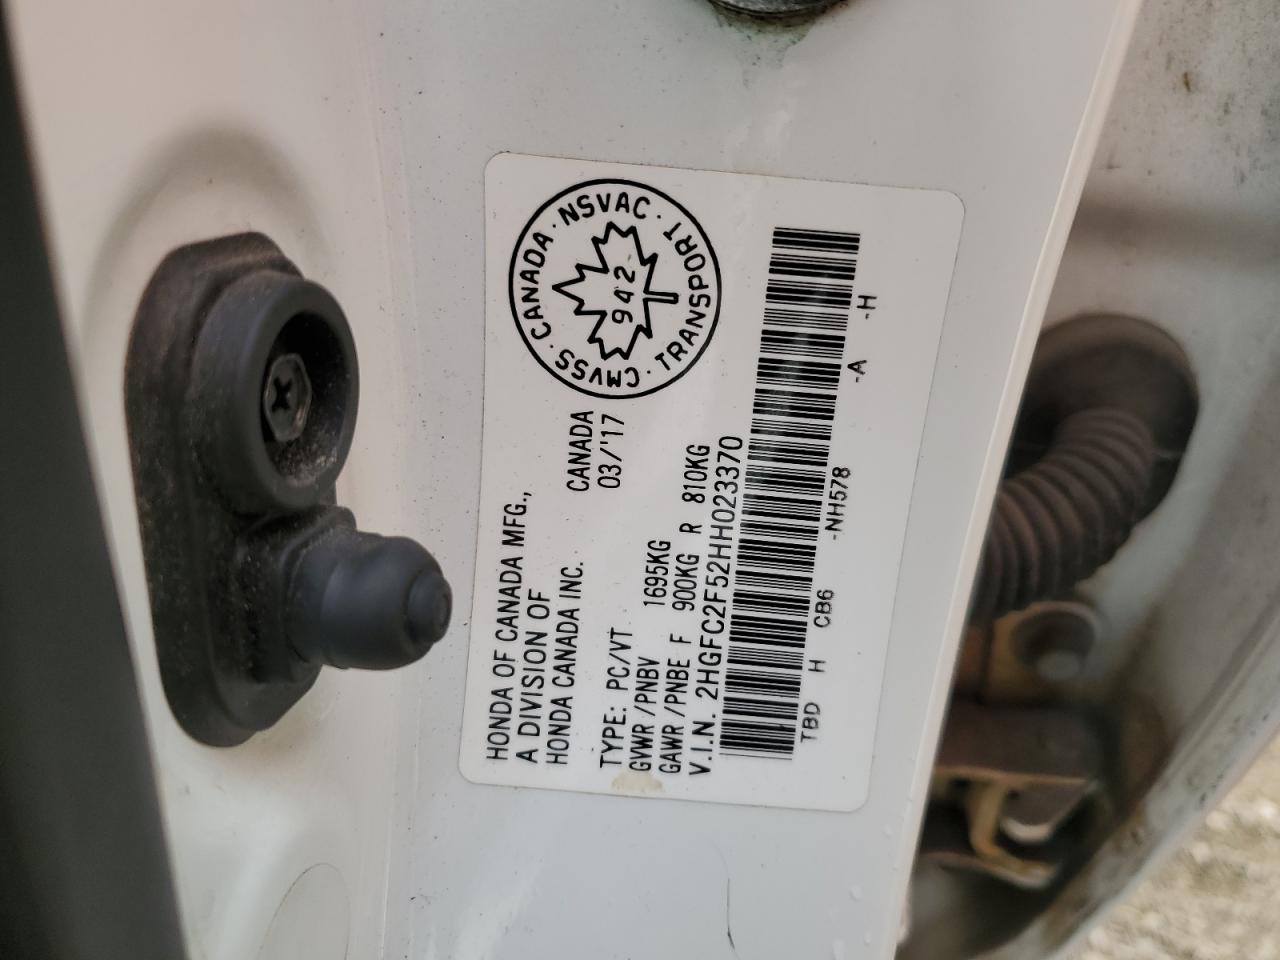 HONDA OF CANADA MFG.,
A DIVISION OF
HONDA CANADA INC.
CANADA
03/'17
CMVSS · CANADA · NSVAC · TRANSPORT ·
942
TYPE: PC/VT
GVWR/PNBV 1695KG
GAWR/PNBE F 900KG R 810KG
V.I.N. 2HGFC2F52HH023370
TBD H CB6 -NH578 -A -H